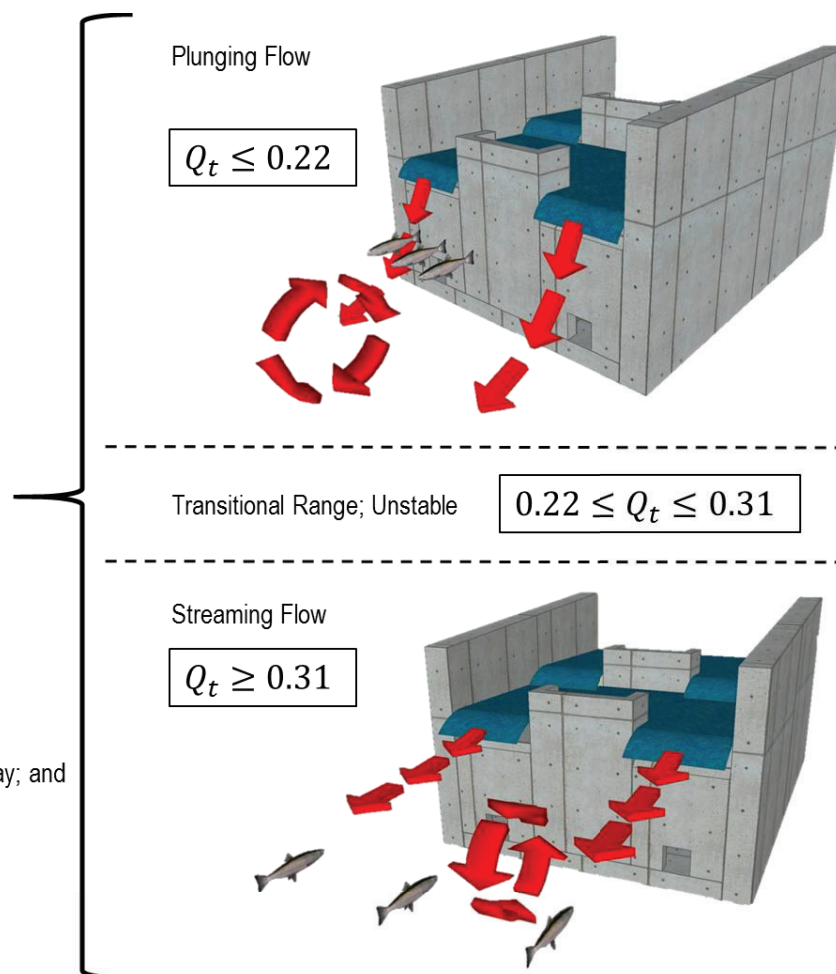 Plunging Flow
Q_t ≤ 0.22
Transitional Range; Unstable 0.22 ≤ Q_t ≤ 0.31
Streaming Flow
Q_t ≥ 0.31
; and